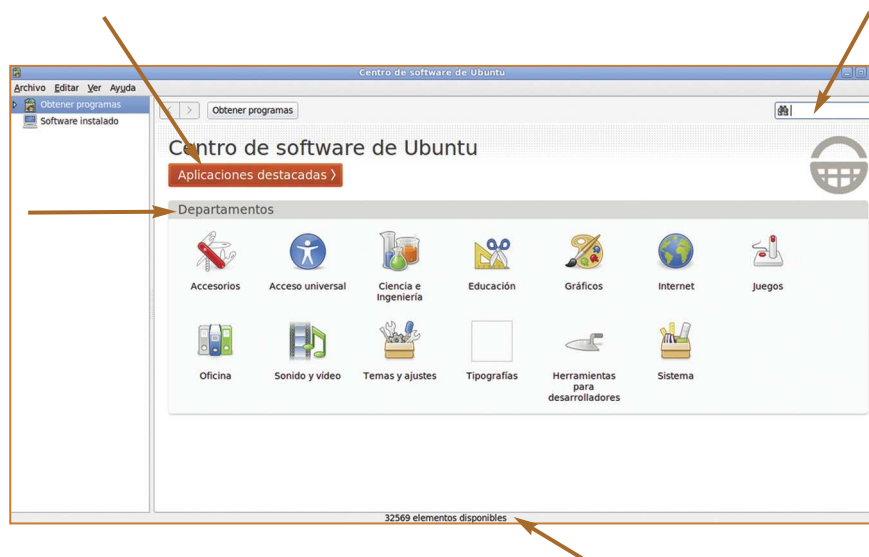 Centro de software de Ubuntu
Archivo Editar Ver Ayuda
Obtener programas
Software instalado
Obtener programas
Centro de software de Ubuntu
Aplicaciones destacadas
Departamentos
Accesorios
Acceso universal
Ciencia e
Ingeniería
Educación
Gráficos
Internet
Juegos
Oficina
Sonido y vídeo
Temas y ajustes
Tipografías
Herramientas
para
desarrolladores
Sistema
32569 elementos disponibles